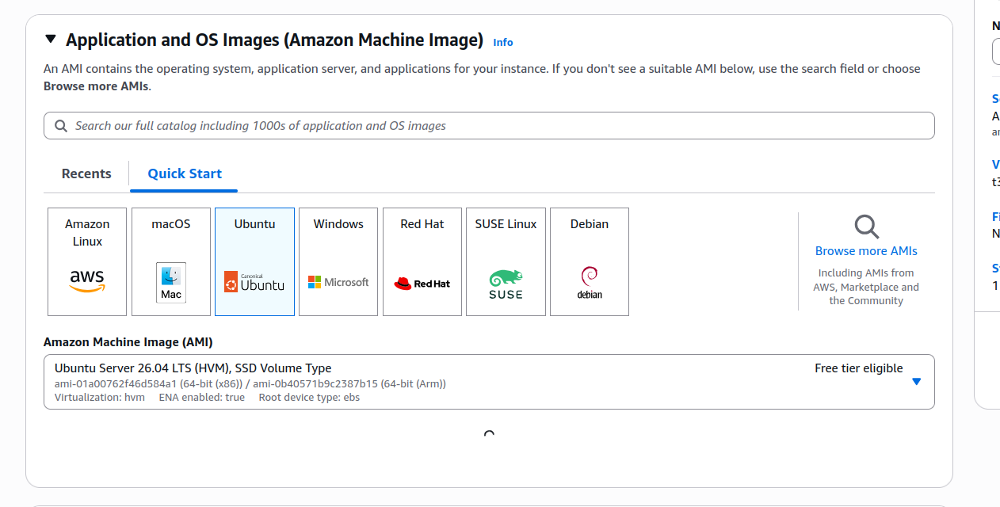 Application and OS Images (Amazon Machine Image) Info
An AMI contains the operating system, application server, and applications for your instance. If you don't see a suitable AMI below, use the search field or choose
Browse more AMIs.
Search our full catalog including 1000s of application and OS images
Recents
Quick Start
Amazon
Linux
aws
macOS
Mac
Ubuntu
Canonical
Ubuntu
Windows
Microsoft
Red Hat
Red Hat
SUSE Linux
SUSE
Debian
debian
Browse more AMIs
Including AMIs from
AWS, Marketplace and
the Community
Amazon Machine Image (AMI)
Ubuntu Server 26.04 LTS (HVM), SSD Volume Type
Free tier eligible
ami-01a00762f46d584a1 (64-bit (x86)) / ami-0b40571b9c2387b15 (64-bit (Arm))
Virtualization: hvm ENA enabled: true Root device type: ebs